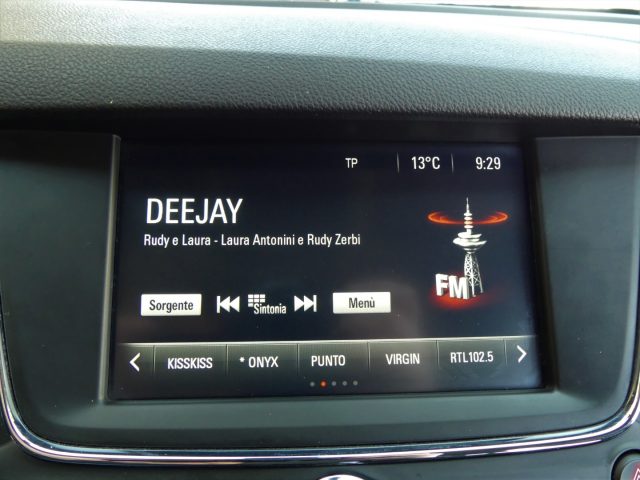 TP 13°C 9:29
DEEJAY
Rudy e Laura - Laura Antonini e Rudy Zerbi
FM
Sorgente Sintonia Menù
KISSKISS * ONYX PUNTO VIRGIN RTL102.5